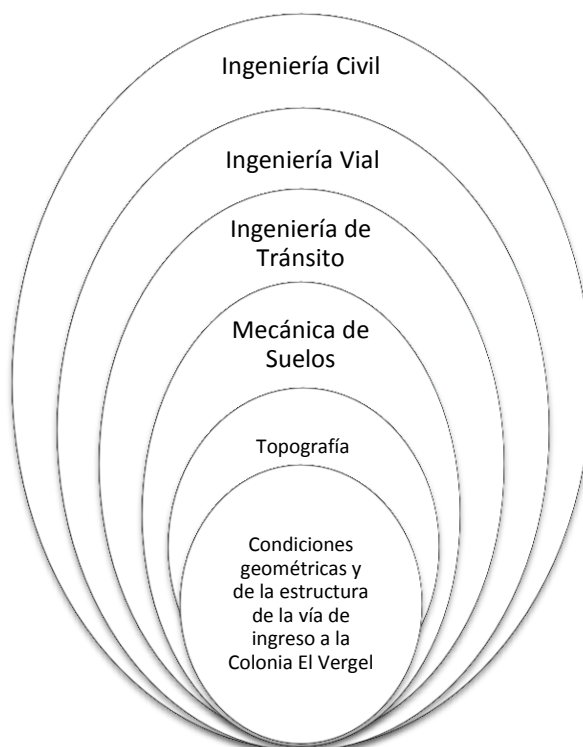 Ingeniería Civil
Ingeniería Vial
Ingeniería de
Tránsito
Mecánica de
Suelos
Topografía
Condiciones
geométricas y
de la estructura
de la vía de
ingreso a la
Colonia El Vergel